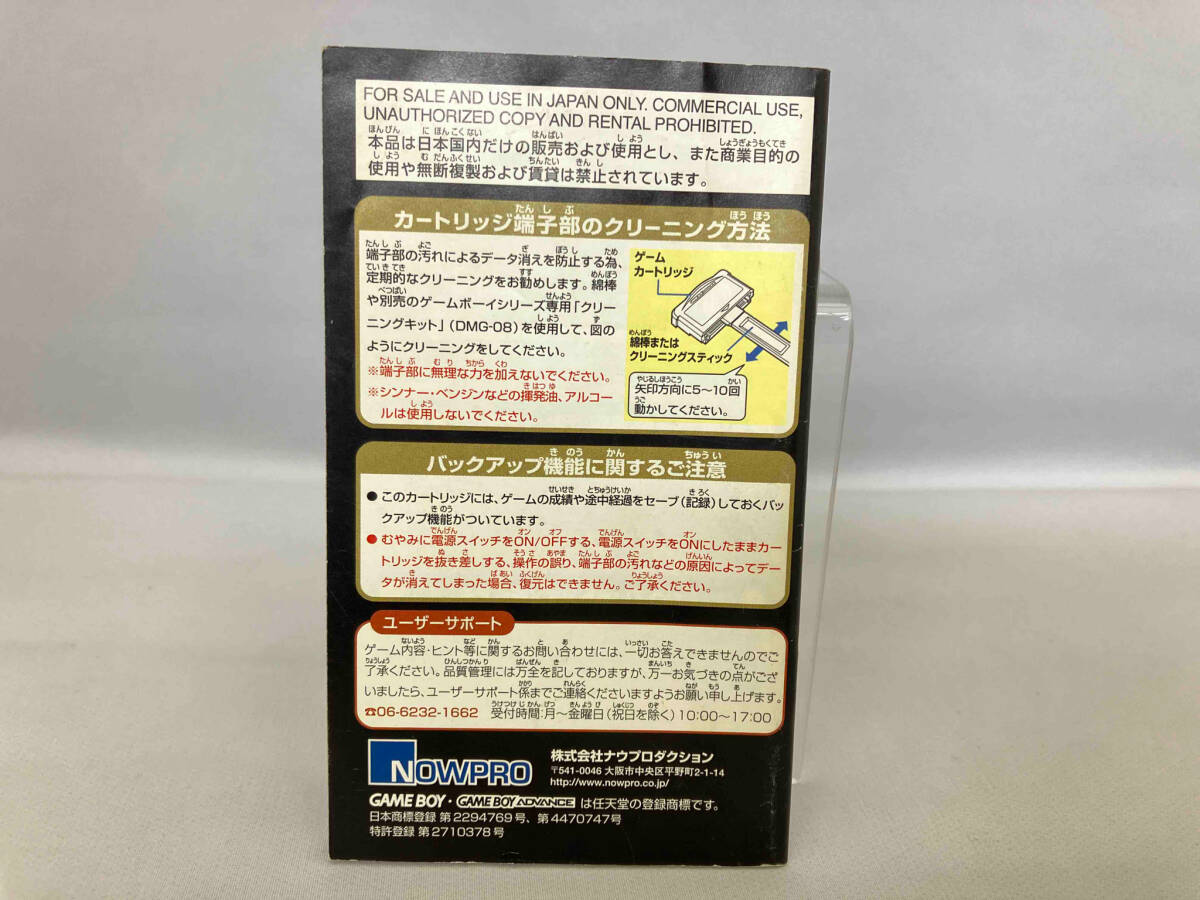 FOR SALE AND USE IN JAPAN ONLY. COMMERCIAL USE,
UNAUTHORIZED COPY AND RENTAL PROHIBITED.
本品は日本国内だけの販売および使用とし、また商業目的の
使用や無断複製および賃貸は禁止されています。
カートリッジ端子部のクリーニング方法
端子部の汚れによるデータ消えを防止する為、
定期的なクリーニングをお勧めします。綿棒
や別売のゲームボーイシリーズ専用「クリー
ニングキット」(DMG-08)を使用して、図の
ようにクリーニングをしてください。
※端子部に無理な力を加えないでください。
※シンナー・ベンジンなどの揮発油、アルコー
ルは使用しないでください。
ゲーム
カートリッジ
綿棒または
クリーニングスティック
矢印方向に5〜10回
動かしてください。
バックアップ機能に関するご注意
●このカートリッジには、ゲームの成績や途中経過をセーブ(記録)しておくバッ
クアップ機能がついています。
●むやみに電源スイッチをON/OFFする、電源スイッチをONにしたままカー
トリッジを抜き差しする、操作の誤り、端子部の汚れなどの原因によってデー
タが消えてしまった場合、復元はできません。ご了承ください。
ユーザーサポート
ゲーム内容・ヒント等に関するお問い合わせには、一切お答えできませんのでご
了承ください。品質管理には万全を記しておりますが、万一お気づきの点がござ
いましたら、ユーザーサポート係までご連絡くださいますようお願い申し上げます。
☎06-6232-1662 受付時間:月〜金曜日(祝日を除く)10:00〜17:00
NOWPRO
株式会社ナウプロダクション
〒541-0046 大阪市中央区平野町2-1-14
http://www.nowpro.co.jp/
GAME BOY・GAME BOY ADVANCE は任天堂の登録商標です。
日本商標登録 第2294769号、第4470747号
特許登録 第2710378号